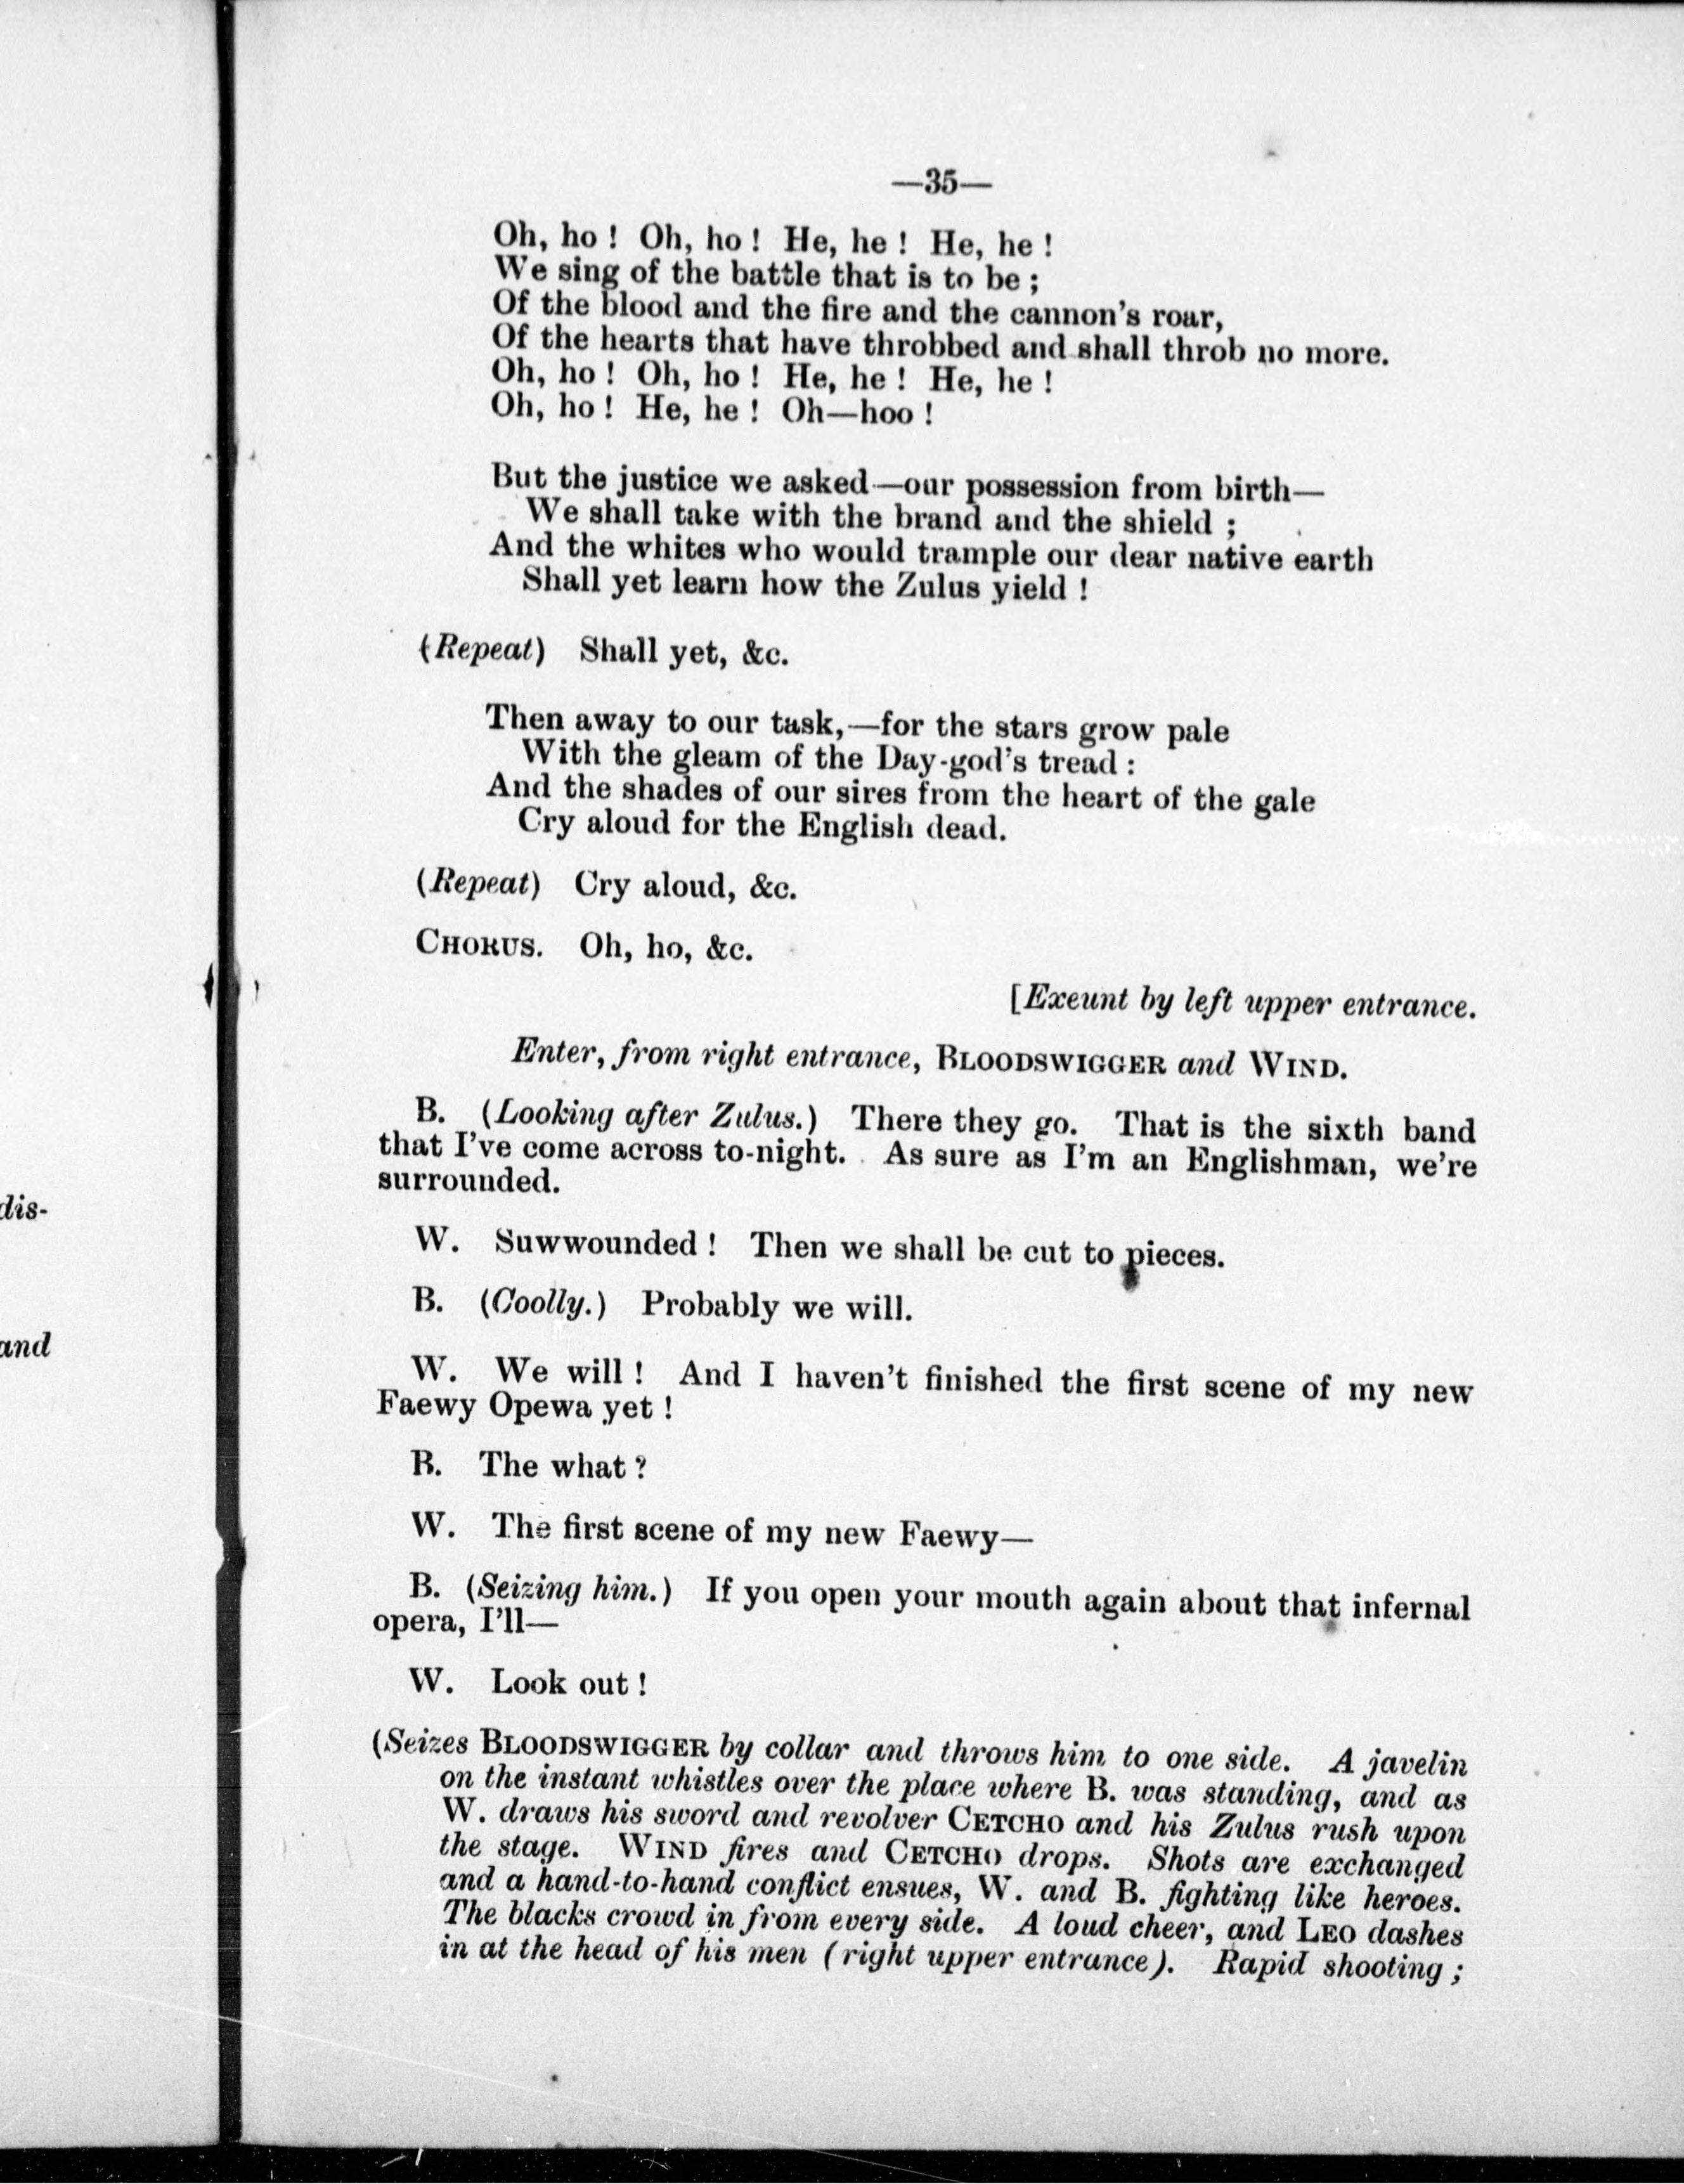 —35—
Oh, ho ! Oh, ho ! He, he ! He, he !
We sing of the battle that is to be ;
Of the blood and the fire and the cannon's roar,
Of the hearts that have throbbed and shall throb no more.
Oh, ho ! Oh, ho ! He, he ! He, he !
Oh, ho ! He, he ! Oh—hoo !
But the justice we asked—our possession from birth—
We shall take with the brand and the shield ;
And the whites who would trample our dear native earth
Shall yet learn how the Zulus yield !
(Repeat) Shall yet, &c.
Then away to our task,—for the stars grow pale
With the gleam of the Day-god's tread :
And the shades of our sires from the heart of the gale
Cry aloud for the English dead.
(Repeat) Cry aloud, &c.
CHORUS. Oh, ho, &c.
[Exeunt by left upper entrance.
Enter, from right entrance, BLOODSWIGGER and WIND.
B. (Looking after Zulus.) There they go. That is the sixth band
that I've come across to-night. As sure as I'm an Englishman, we're
surrounded.
W. Suwwounded ! Then we shall be cut to pieces.
B. (Coolly.) Probably we will.
W. We will ! And I haven't finished the first scene of my new
Faewy Opewa yet !
B. The what ?
W. The first scene of my new Faewy—
B. (Seizing him.) If you open your mouth again about that infernal
opera, I'll—
W. Look out !
(Seizes BLOODSWIGGER by collar and throws him to one side. A javelin
on the instant whistles over the place where B. was standing, and as
W. draws his sword and revolver CETCHO and his Zulus rush upon
the stage. WIND fires and CETCHO drops. Shots are exchanged
and a hand-to-hand conflict ensues, W. and B. fighting like heroes.
The blacks crowd in from every side. A loud cheer, and LEO dashes
in at the head of his men (right upper entrance). Rapid shooting ;
dis-
and